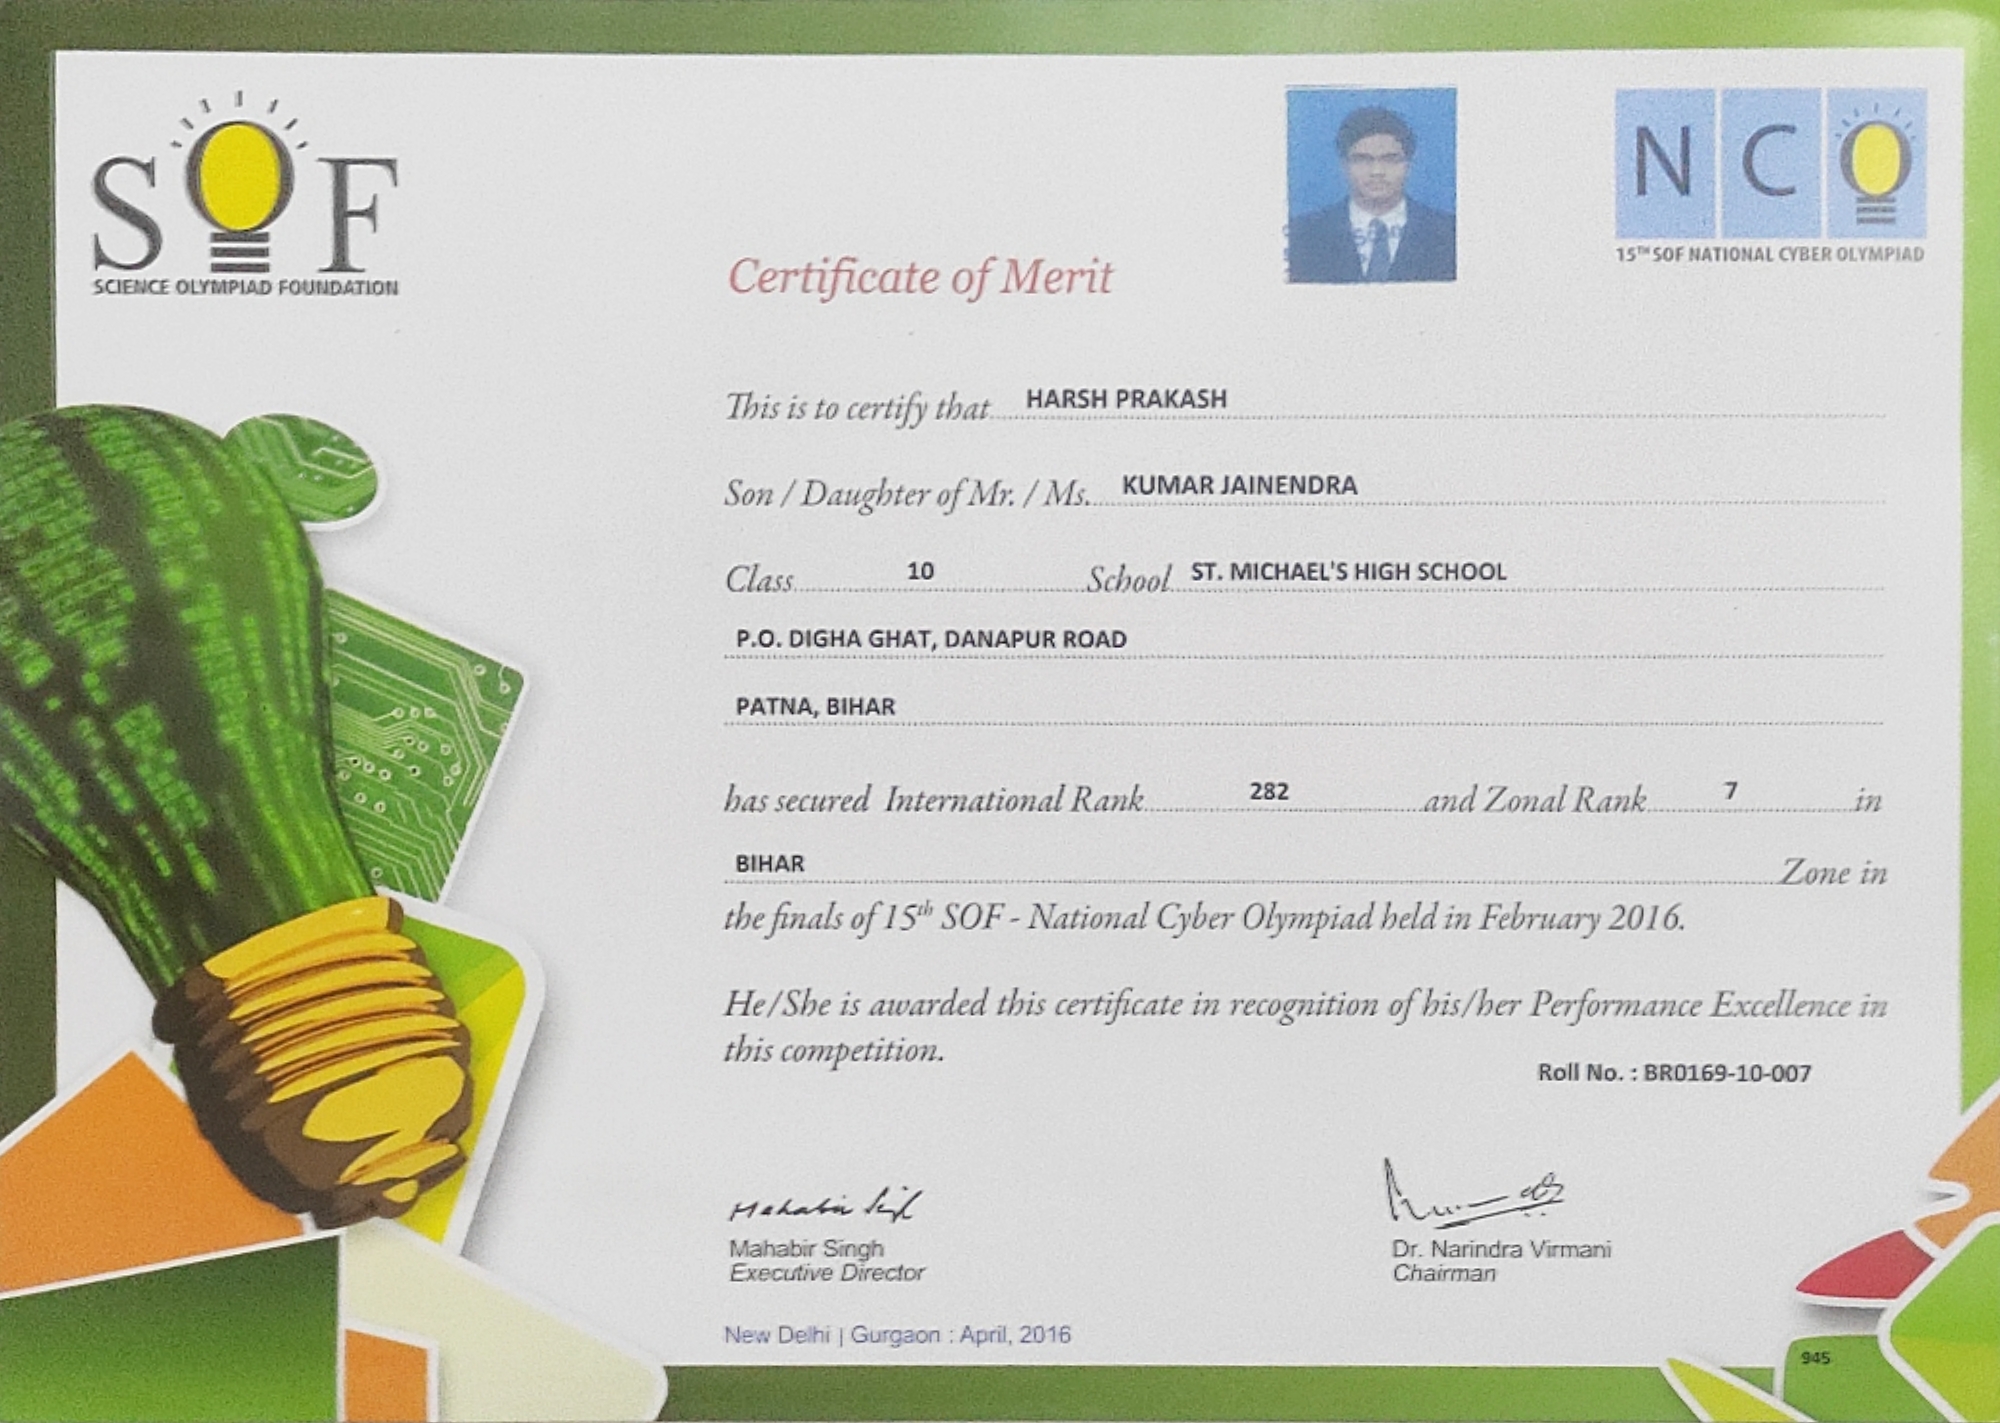 SOF
SCIENCE OLYMPIAD FOUNDATION
NCO
15TH SOF NATIONAL CYBER OLYMPIAD
Certificate of Merit
This is to certify that HARSH PRAKASH
Son / Daughter of Mr. / Ms. KUMAR JAINENDRA
Class 10 School ST. MICHAEL'S HIGH SCHOOL
P.O. DIGHA GHAT, DANAPUR ROAD
PATNA, BIHAR
has secured International Rank 282 and Zonal Rank 7 in
BIHAR Zone in
the finals of 15th SOF - National Cyber Olympiad held in February 2016.
He/She is awarded this certificate in recognition of his/her Performance Excellence in
this competition.
Roll No. : BR0169-10-007
Mahabir Singh
Mahabir Singh Dr. Narindra Virmani
Executive Director Chairman
New Delhi | Gurgaon : April, 2016
945